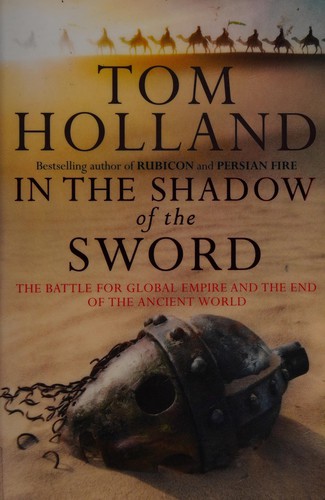 TOM
HOLLAND
Bestselling author of RUBICON and PERSIAN FIRE
IN THE SHADOW
of the
SWORD
THE BATTLE FOR GLOBAL EMPIRE AND THE END
OF THE ANCIENT WORLD